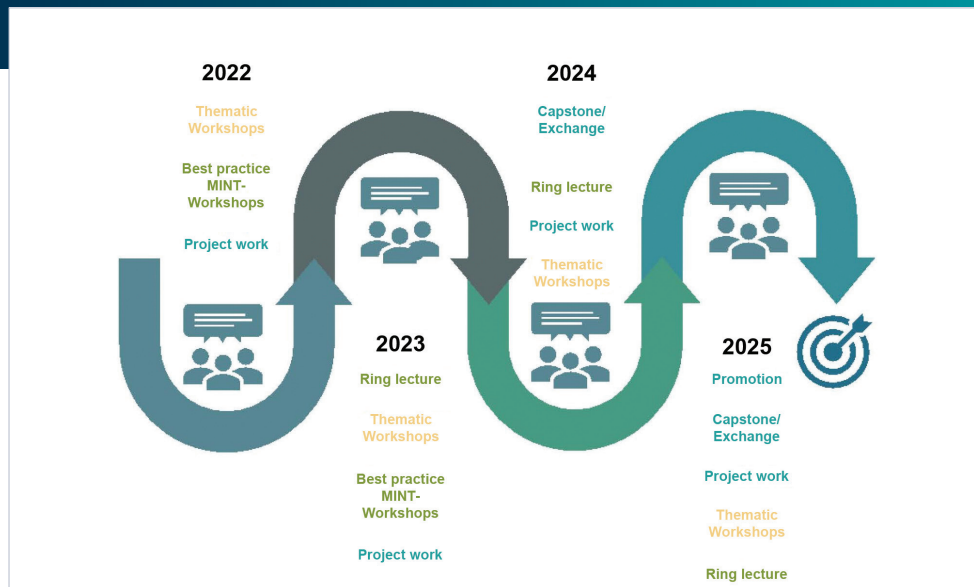 2022
Thematic
Workshops
Best practice
MINT-
Workshops
Project work
2023
Ring lecture
Thematic
Workshops
Best practice
MINT-
Workshops
Project work
2024
Capstone/
Exchange
Ring lecture
Project work
Thematic
Workshops
2025
Promotion
Capstone/
Exchange
Project work
Thematic
Workshops
Ring lecture